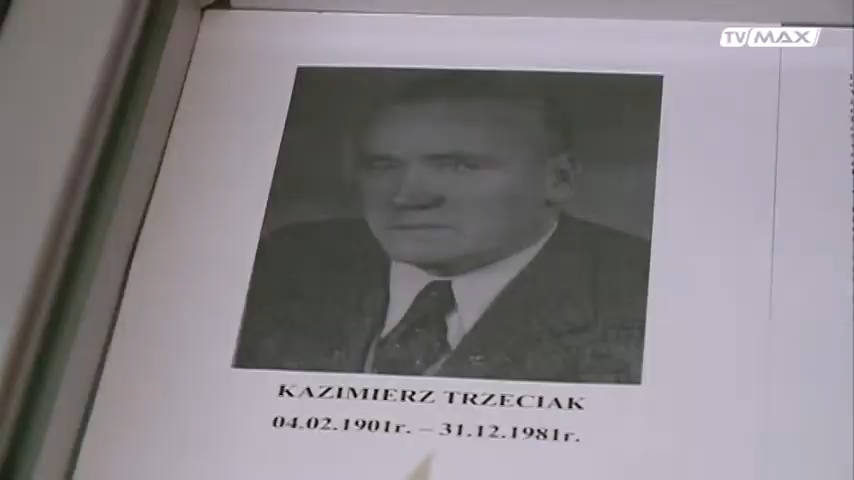 TV MAX
KAZIMIERZ TRZECIAK
04.02.1901r. – 31.12.1981r.